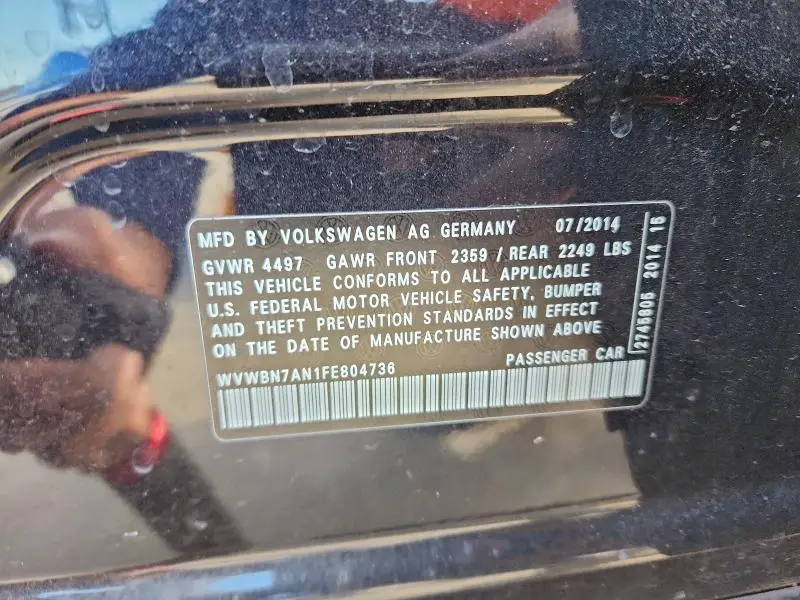 MFD BY VOLKSWAGEN AG GERMANY 07/2014
GVWR 4497 GAWR FRONT 2359 / REAR 2249 LBS
THIS VEHICLE CONFORMS TO ALL APPLICABLE
U.S. FEDERAL MOTOR VEHICLE SAFETY, BUMPER
AND THEFT PREVENTION STANDARDS IN EFFECT
ON THE DATE OF MANUFACTURE SHOWN ABOVE
WVWBN7AN1FE804736 PASSENGER CAR
2745805 2014 15